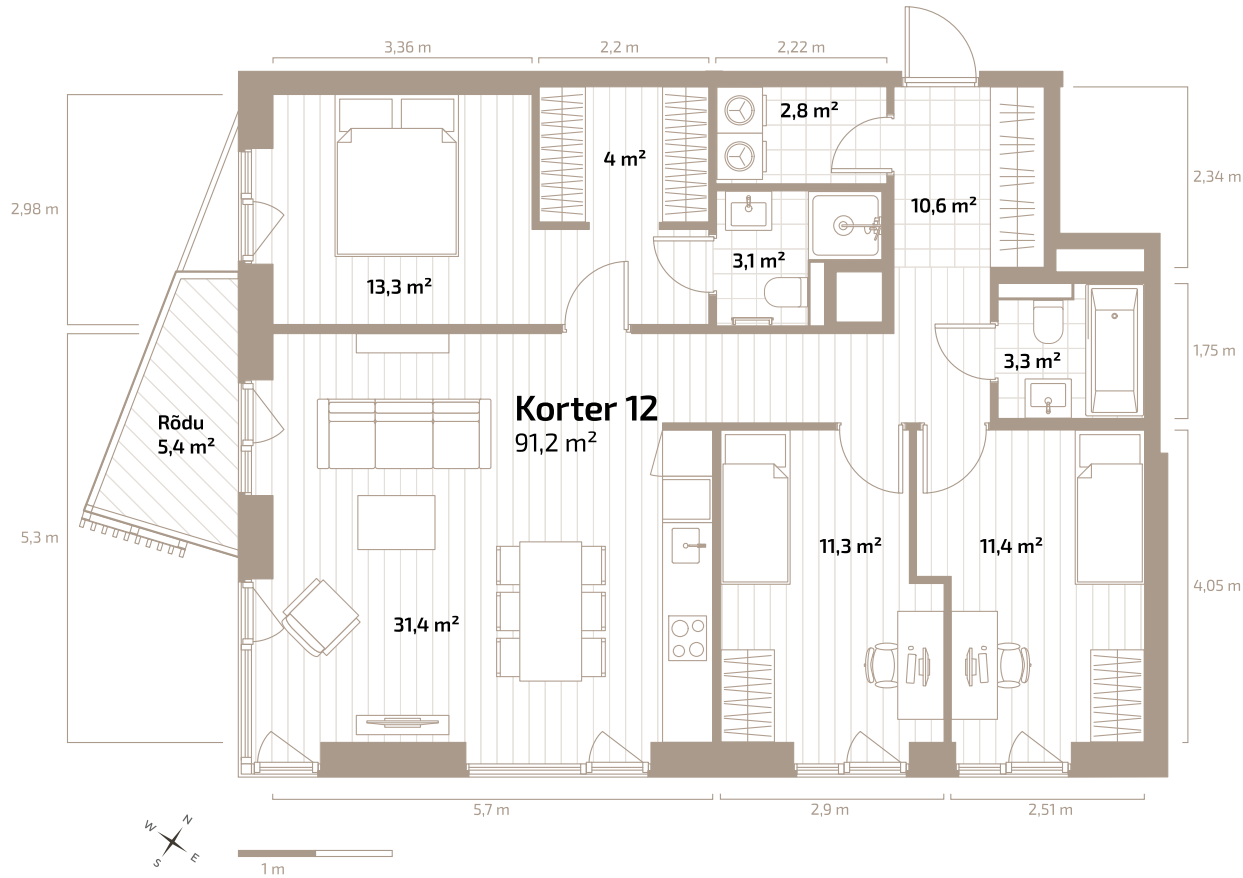 3,36 m
2,2 m
2,22 m
2,8 m²
4 m²
2,34 m
2,98 m
10,6 m²
3,1 m²
13,3 m²
1,75 m
3,3 m²
Korter 12
91,2 m²
Rõdu
5,4 m²
5,3 m
11,3 m²
11,4 m²
4,05 m
31,4 m²
5,7 m
2,9 m
2,51 m
N
W
E
S
1 m